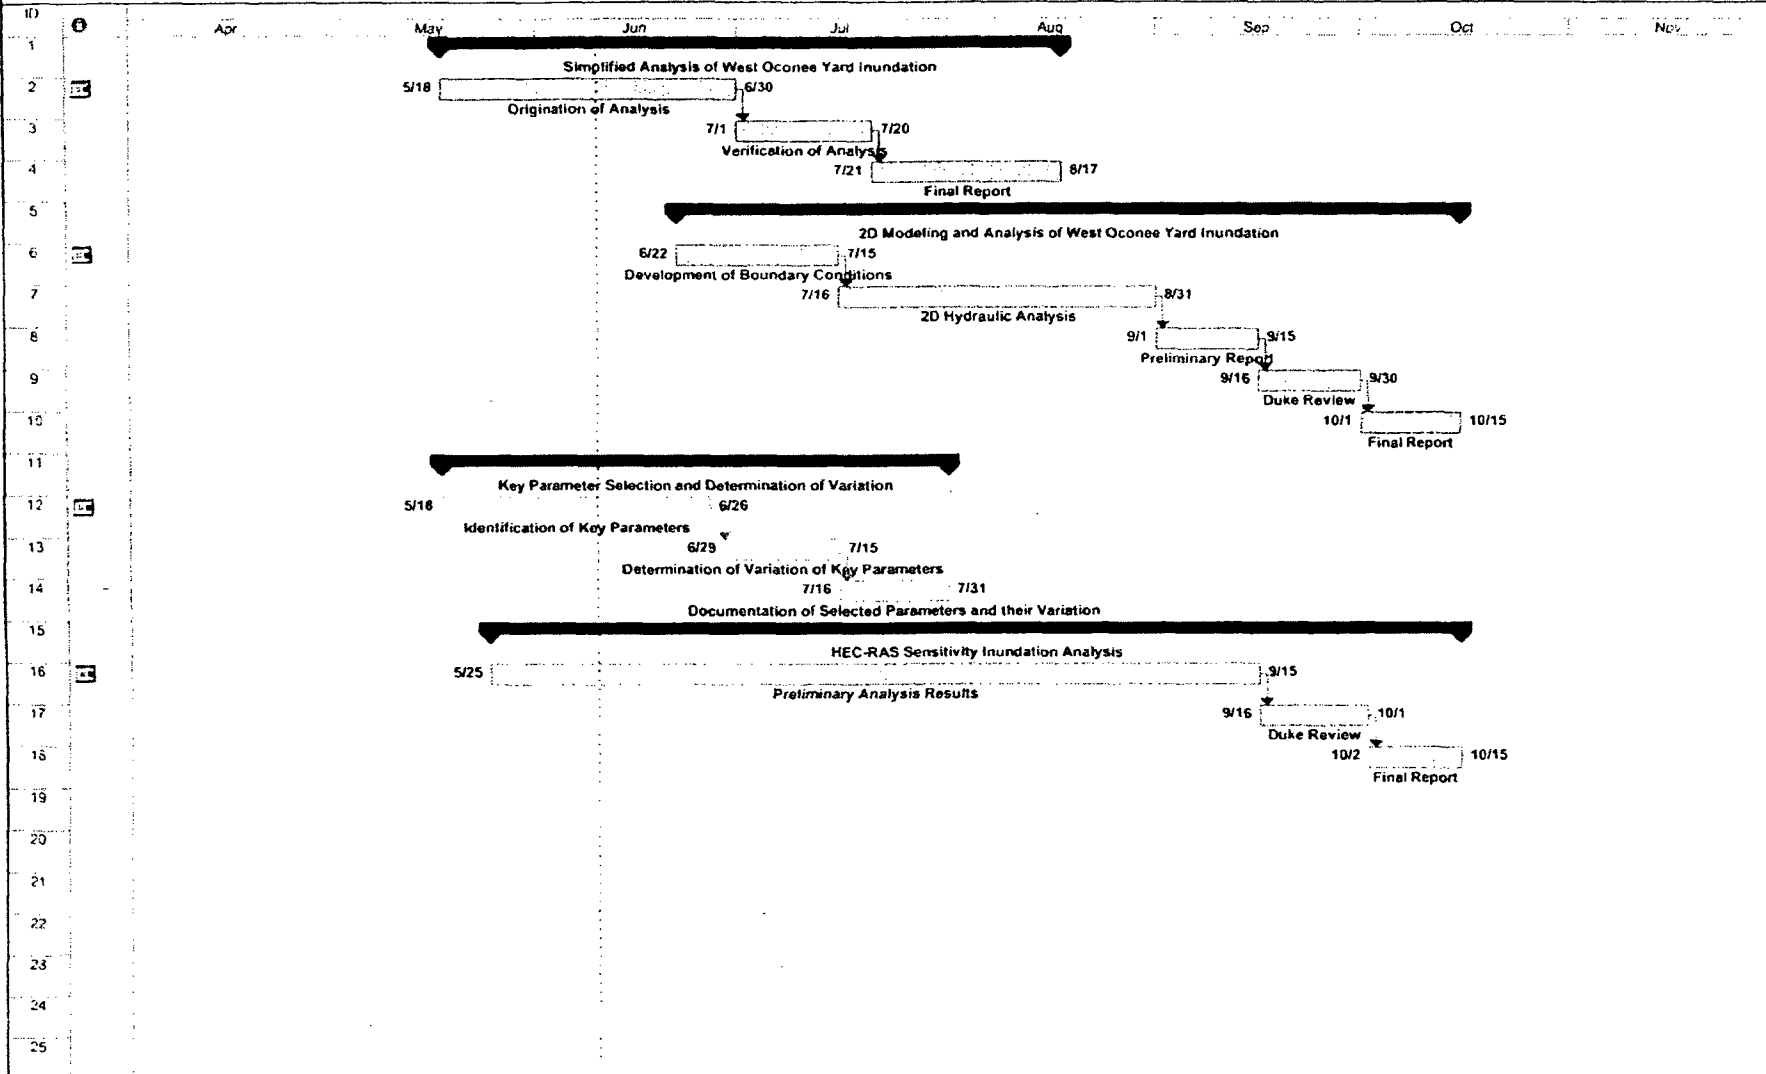 ID Apr May Jun Jul Aug Sep Oct Nov
1
Simplified Analysis of West Oconee Yard Inundation
2 5/18 6/30
Origination of Analysis
3 7/1 7/20
Verification of Analysis
4 7/21 8/17
Final Report
5
2D Modeling and Analysis of West Oconee Yard Inundation
6 6/22 7/15
Development of Boundary Conditions
7 7/16 8/31
2D Hydraulic Analysis
8 9/1 9/15
Preliminary Report
9 9/16 9/30
Duke Review
10 10/1 10/15
Final Report
11
Key Parameter Selection and Determination of Variation
12 5/18 6/26
Identification of Key Parameters
13 6/29 7/15
Determination of Variation of Key Parameters
14 7/16 7/31
Documentation of Selected Parameters and their Variation
15
HEC-RAS Sensitivity Inundation Analysis
16 5/25 9/15
Preliminary Analysis Results
17 9/16 10/1
Duke Review
18 10/2 10/15
Final Report
19
20
21
22
23
24
25